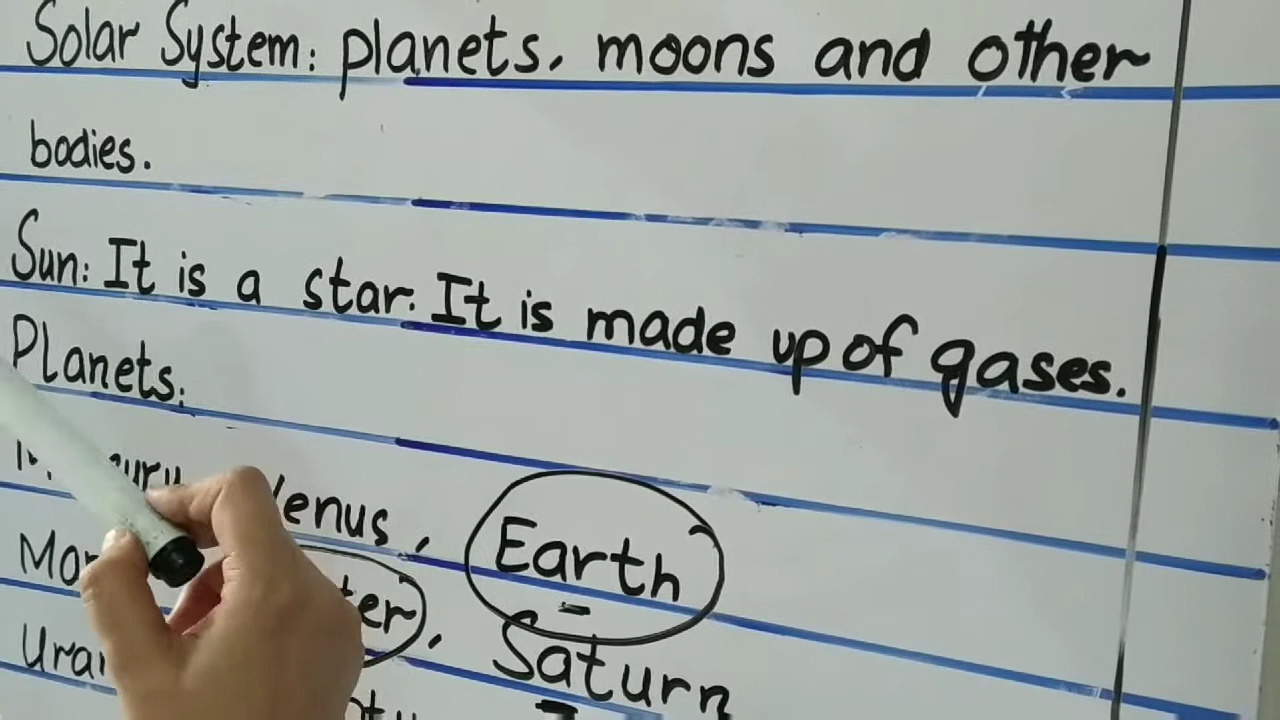 Solar System: planets, moons and other
bodies.
Sun: It is a star. It is made up of gases.
Planets:
Venus, Earth
Saturn